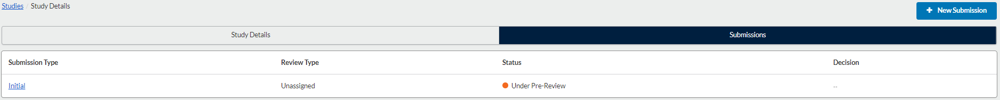 Studies / Study Details
+ New Submission
Study Details
Submissions
Submission Type Review Type Status Decision
Initial Unassigned Under Pre-Review --